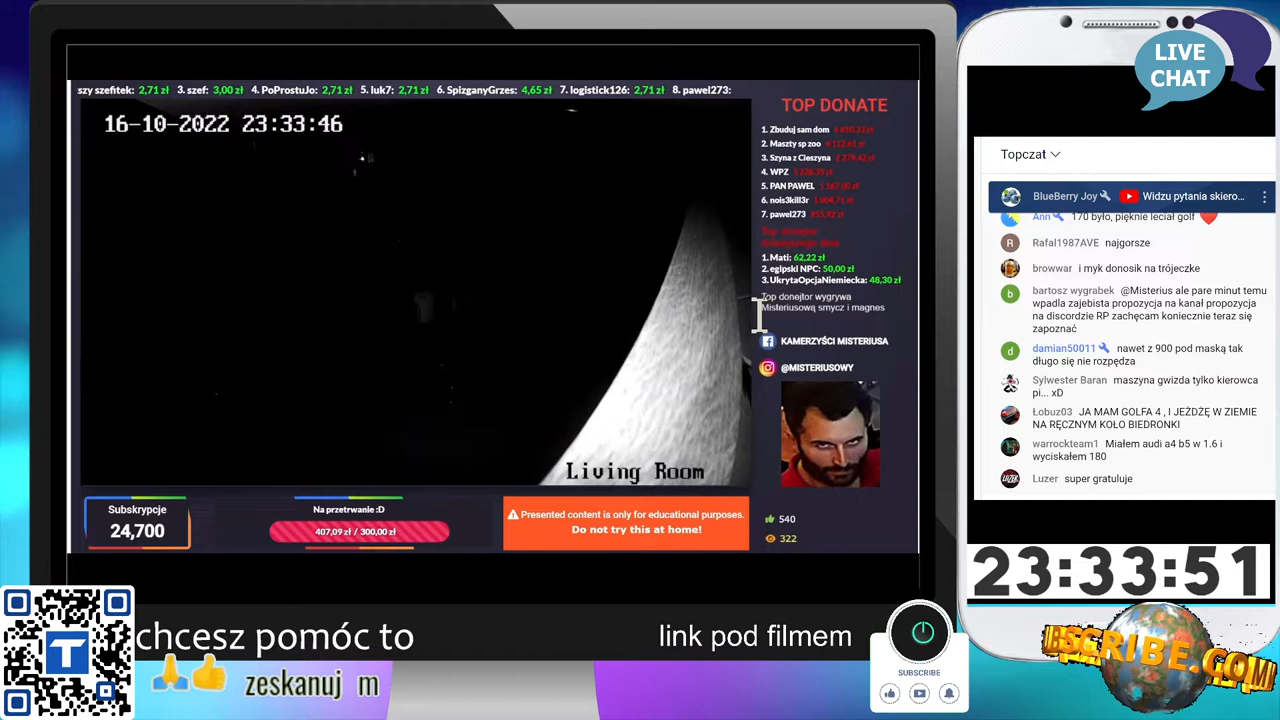 szy szefitek: 2,71 zł 3. szef: 3,00 zł 4. PoProstuJo: 2,71 zł 5. luk7: 2,71 zł 6. SpizganyGrzes: 4,65 zł 7. logistick126: 2,71 zł 8. pawel273:
16-10-2022 23:33:46
Living Room
TOP DONATE
1. Zbuduj sam dom
2. Maszty sp zoo
3. Szyna z Cieszyna
4. WPZ
5. PAN PAWEL
6. nois3kill3r
7. pawel273
1.Mati: 62,22 zł
2.egipski NPC: 50,00 zł
3.UkrytaOpcjaNiemiecka: 48,30 zł
Top donejtor wygrywa
Misteriusową smycz i magnes
KAMERZYŚCI MISTERIUSA
@MISTERIUSOWY
540
322
Subskrypcje
24,700
Na przetrwanie :D
407,09 zł / 300,00 zł
Presented content is only for educational purposes.
Do not try this at home!
chcesz pomóc to
link pod filmem
zeskanuj m
SUBSCRIBE
LIVE
CHAT
Topczat
BlueBerry Joy Widzu pytania skiero...
Ann 170 było, pięknie leciał golf
Rafal1987AVE najgorsze
browwar i myk donosik na trójeczke
bartosz wygrabek @Misterius ale pare minut temu
wpadla zajebista propozycja na kanał propozycja
na discordzie RP zachęcam koniecznie teraz się
zapoznać
damian50011 nawet z 900 pod maską tak
długo się nie rozpędza
Sylwester Baran maszyna gwizda tylko kierowca
pi... xD
Łobuz03 JA MAM GOLFA 4 , I JEŻDŻĘ W ZIEMIE
NA RĘCZNYM KOŁO BIEDRONKI
warrockteam1 Miałem audi a4 b5 w 1.6 i
wyciskałem 180
Luzer super gratuluje
23:33:51
BSCRIBE.COM